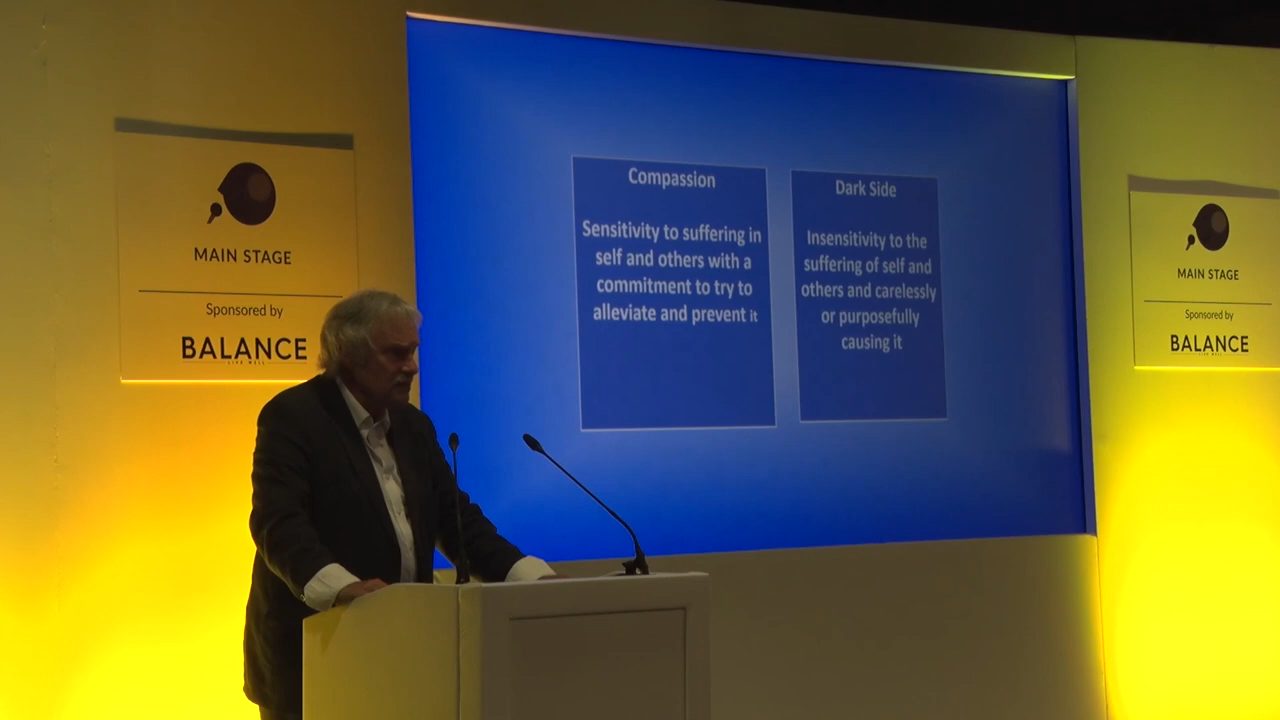 MAIN STAGE
Sponsored by
BALANCE
LIVE WELL
Compassion
Sensitivity to suffering in
self and others with a
commitment to try to
alleviate and prevent it
Dark Side
Insensitivity to the
suffering of self and
others and carelessly
or purposefully
causing it
MAIN STAGE
Sponsored by
BALANCE